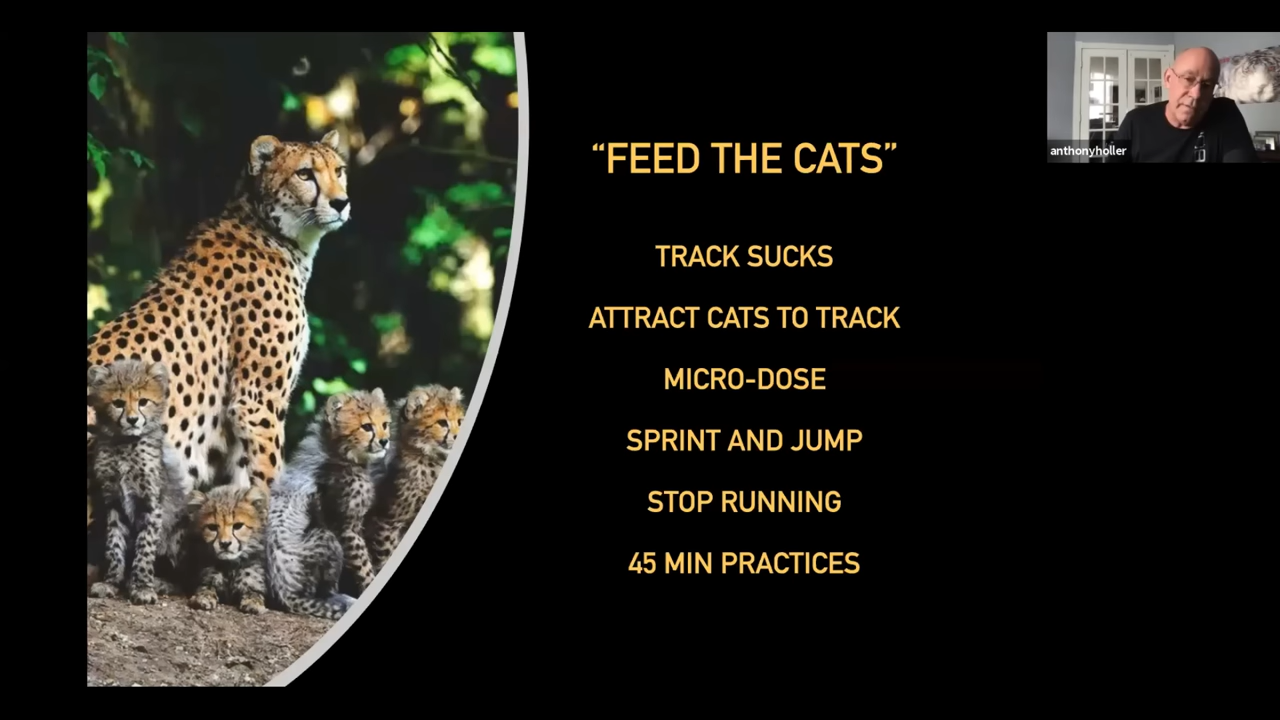 “FEED THE CATS”
TRACK SUCKS
ATTRACT CATS TO TRACK
MICRO-DOSE
SPRINT AND JUMP
STOP RUNNING
45 MIN PRACTICES
anthonyholler